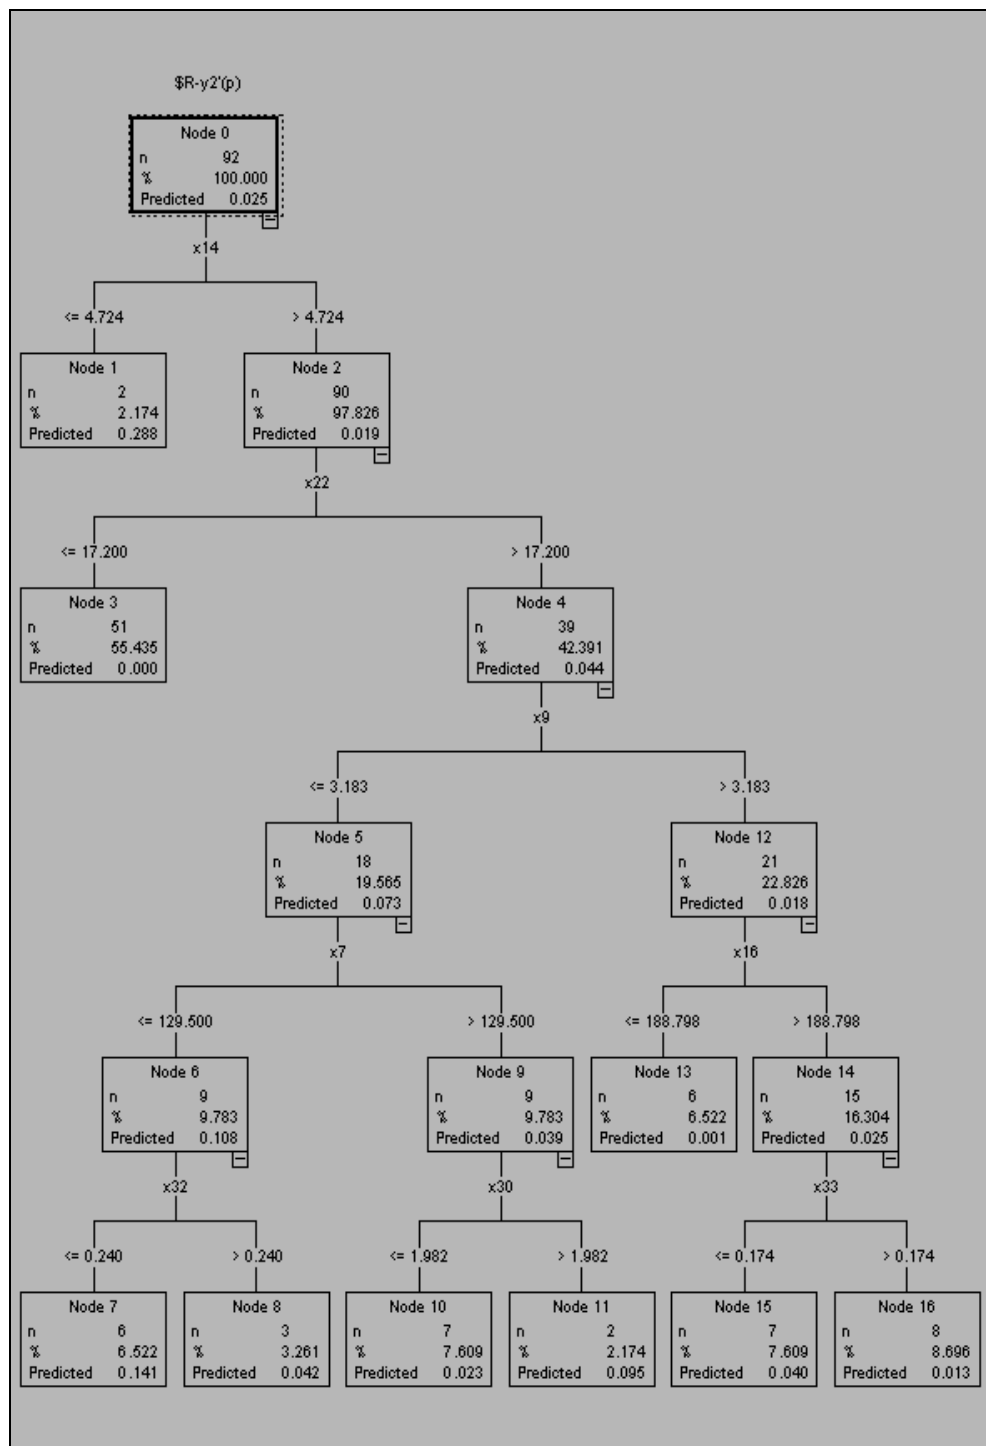 $R-y2'(p)
Node 0
n 92
% 100.000
Predicted 0.025
x14
<= 4.724
> 4.724
Node 1
n 2
% 2.174
Predicted 0.288
Node 2
n 90
% 97.826
Predicted 0.019
x22
<= 17.200
> 17.200
Node 3
n 51
% 55.435
Predicted 0.000
Node 4
n 39
% 42.391
Predicted 0.044
x9
<= 3.183
> 3.183
Node 5
n 18
% 19.565
Predicted 0.073
Node 12
n 21
% 22.826
Predicted 0.018
x7
x16
<= 129.500
> 129.500
<= 188.798
> 188.798
Node 6
n 9
% 9.783
Predicted 0.108
Node 9
n 9
% 9.783
Predicted 0.039
Node 13
n 6
% 6.522
Predicted 0.001
Node 14
n 15
% 16.304
Predicted 0.025
x32
x30
x33
<= 0.240
> 0.240
<= 1.982
> 1.982
<= 0.174
> 0.174
Node 7
n 6
% 6.522
Predicted 0.141
Node 8
n 3
% 3.261
Predicted 0.042
Node 10
n 7
% 7.609
Predicted 0.023
Node 11
n 2
% 2.174
Predicted 0.095
Node 15
n 7
% 7.609
Predicted 0.040
Node 16
n 8
% 8.696
Predicted 0.013